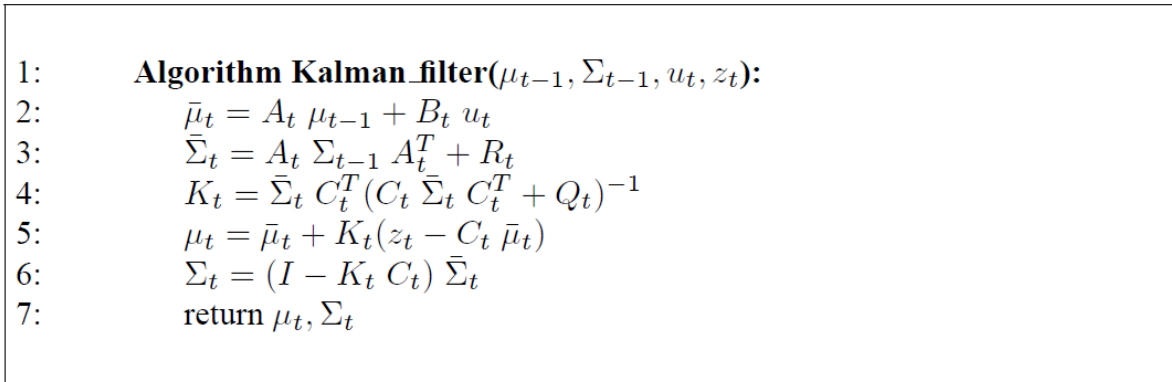 1: Algorithm Kalman_filter(μ_{t−1}, Σ_{t−1}, u_t, z_t):
2: μ̄_t = A_t μ_{t−1} + B_t u_t
3: Σ̄_t = A_t Σ_{t−1} A_t^T + R_t
4: K_t = Σ̄_t C_t^T (C_t Σ̄_t C_t^T + Q_t)^{−1}
5: μ_t = μ̄_t + K_t(z_t − C_t μ̄_t)
6: Σ_t = (I − K_t C_t) Σ̄_t
7: return μ_t, Σ_t